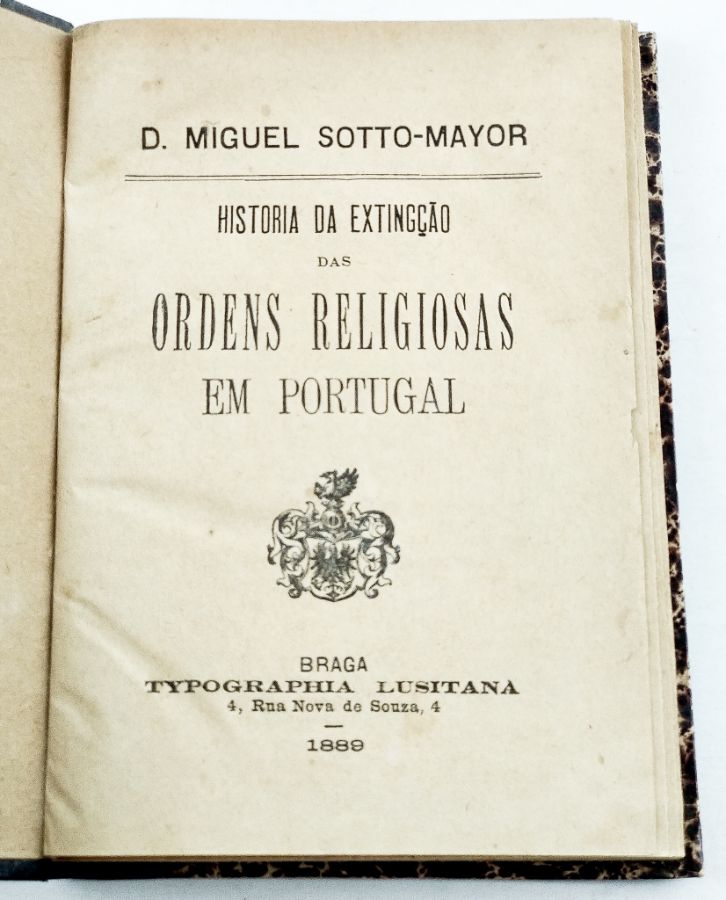 D. MIGUEL SOTTO-MAYOR
HISTORIA DA EXTINGÇÃO
DAS
ORDENS RELIGIOSAS
EM PORTUGAL
BRAGA
TYPOGRAPHIA LUSITANA
4, Rua Nova de Souza, 4
1889